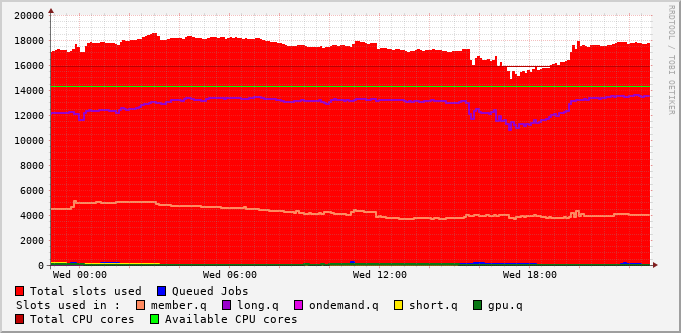 20000
18000
16000
14000
12000
10000
8000
6000
4000
2000
0
Wed 00:00 Wed 06:00 Wed 12:00 Wed 18:00
RRDTOOL / TOBI OETIKER
Total slots used Queued Jobs
Slots used in : member.q long.q ondemand.q short.q gpu.q
Total CPU cores Available CPU cores